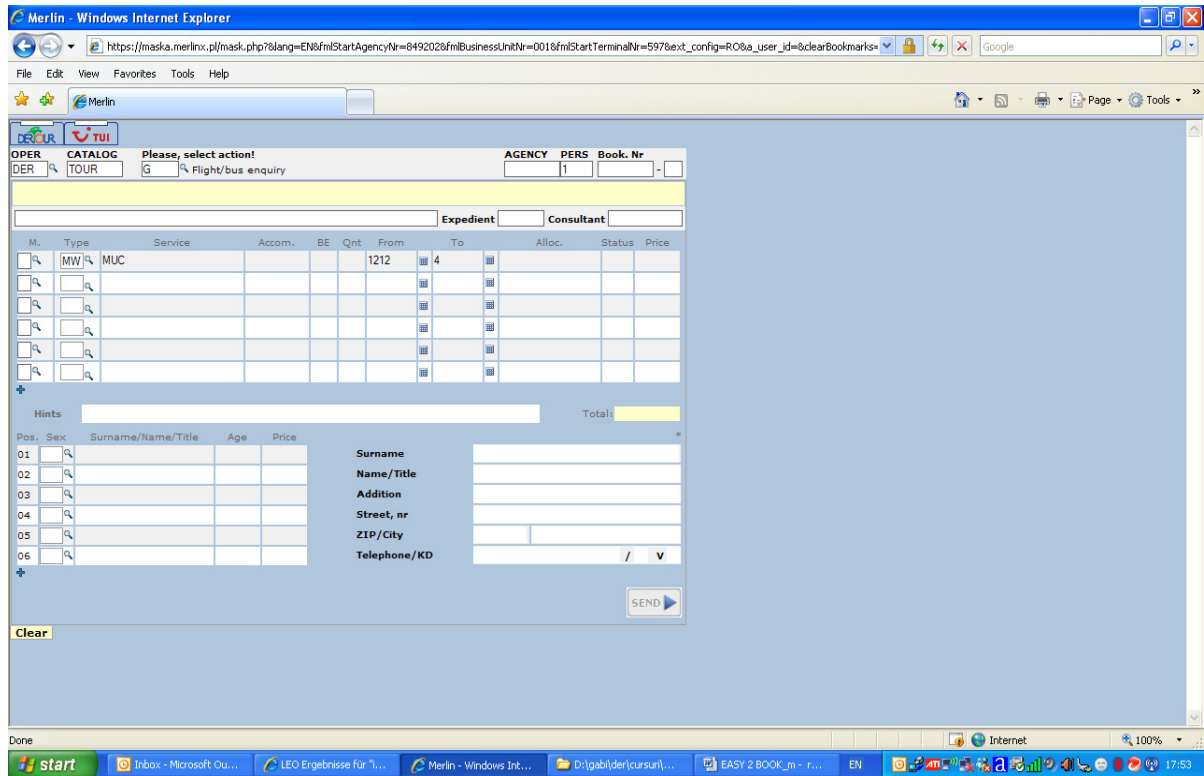 Merlin - Windows Internet Explorer
https://maska.merlinx.pl/mask.php?&lang=EN&fmlStartAgencyNr=849202&fmlBusinessUnitNr=001&fmlStartTerminalNr=597&ext_config=RO&a_user_id=&clearBookmarks= Google
File Edit View Favorites Tools Help
Merlin Page Tools
DERTOUR TUI
OPER CATALOG Please, select action! AGENCY PERS Book. Nr
DER TOUR G Flight/bus enquiry 1 -
Expedient Consultant
M. Type Service Accom. BE Qnt From To Alloc. Status Price
MW MUC 1212 4
Hints Total:
Pos. Sex Surname/Name/Title Age Price *
01 Surname
02 Name/Title
03 Addition
04 Street, nr
05 ZIP/City
06 Telephone/KD / V
SEND
Clear
Done Internet 100%
start Inbox - Microsoft Ou... LEO Ergebnisse für "i... Merlin - Windows Int... D:\gabi\der\cursuri\... EASY 2 BOOK_m - r... EN 17:53